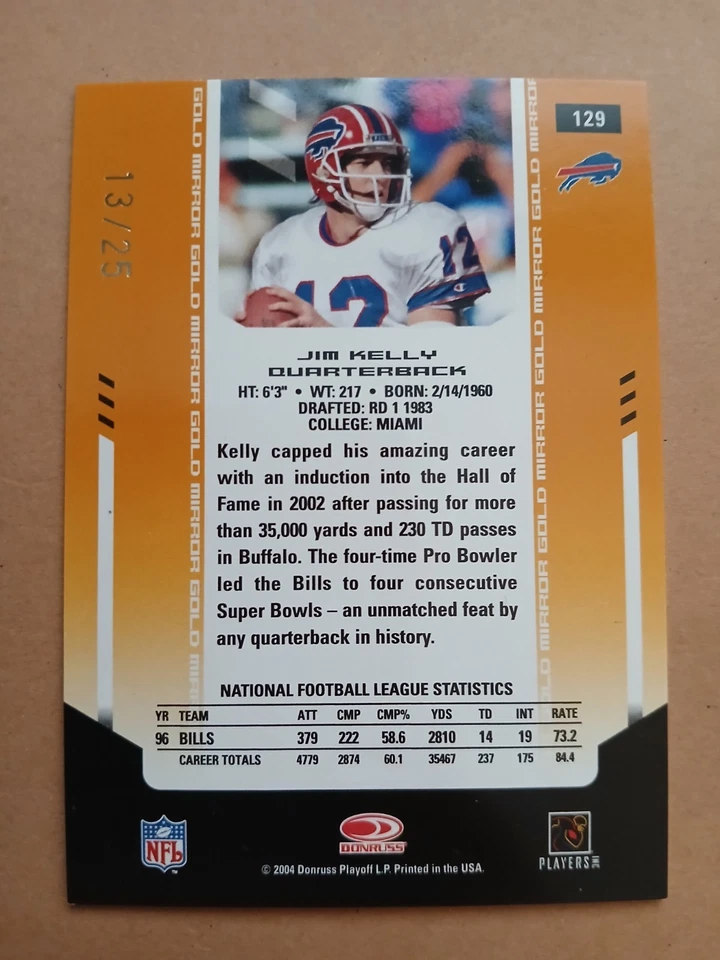 129
13/25
GOLD MIRROR GOLD MIRROR GOLD MIRROR GOLD MIRROR GOLD
MIRROR GOLD MIRROR GOLD MIRROR GOLD MIRROR
12
12
JIM KELLY
QUARTERBACK
HT: 6'3" • WT: 217 • BORN: 2/14/1960
DRAFTED: RD 1 1983
COLLEGE: MIAMI
Kelly capped his amazing career
with an induction into the Hall of
Fame in 2002 after passing for more
than 35,000 yards and 230 TD passes
in Buffalo. The four-time Pro Bowler
led the Bills to four consecutive
Super Bowls – an unmatched feat by
any quarterback in history.
NATIONAL FOOTBALL LEAGUE STATISTICS
YR TEAM ATT CMP CMP% YDS TD INT RATE
96 BILLS 379 222 58.6 2810 14 19 73.2
CAREER TOTALS 4779 2874 60.1 35467 237 175 84.4
NFL
DONRUSS
PLAYERS INC
© 2004 Donruss Playoff L.P. Printed in the USA.